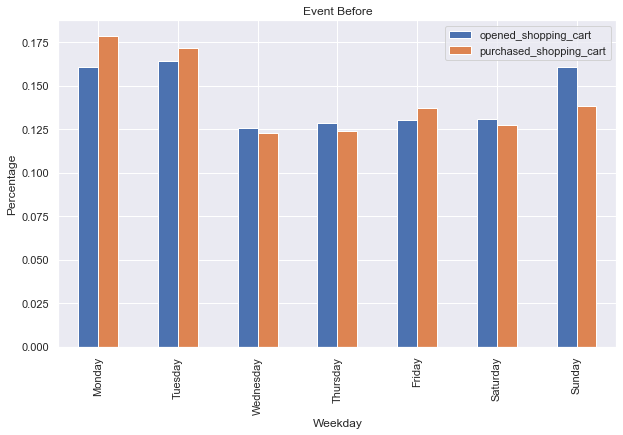 Event Before
opened_shopping_cart
purchased_shopping_cart
0.175
0.150
0.125
0.100
0.075
0.050
0.025
0.000
Percentage
Monday
Tuesday
Wednesday
Thursday
Friday
Saturday
Sunday
Weekday